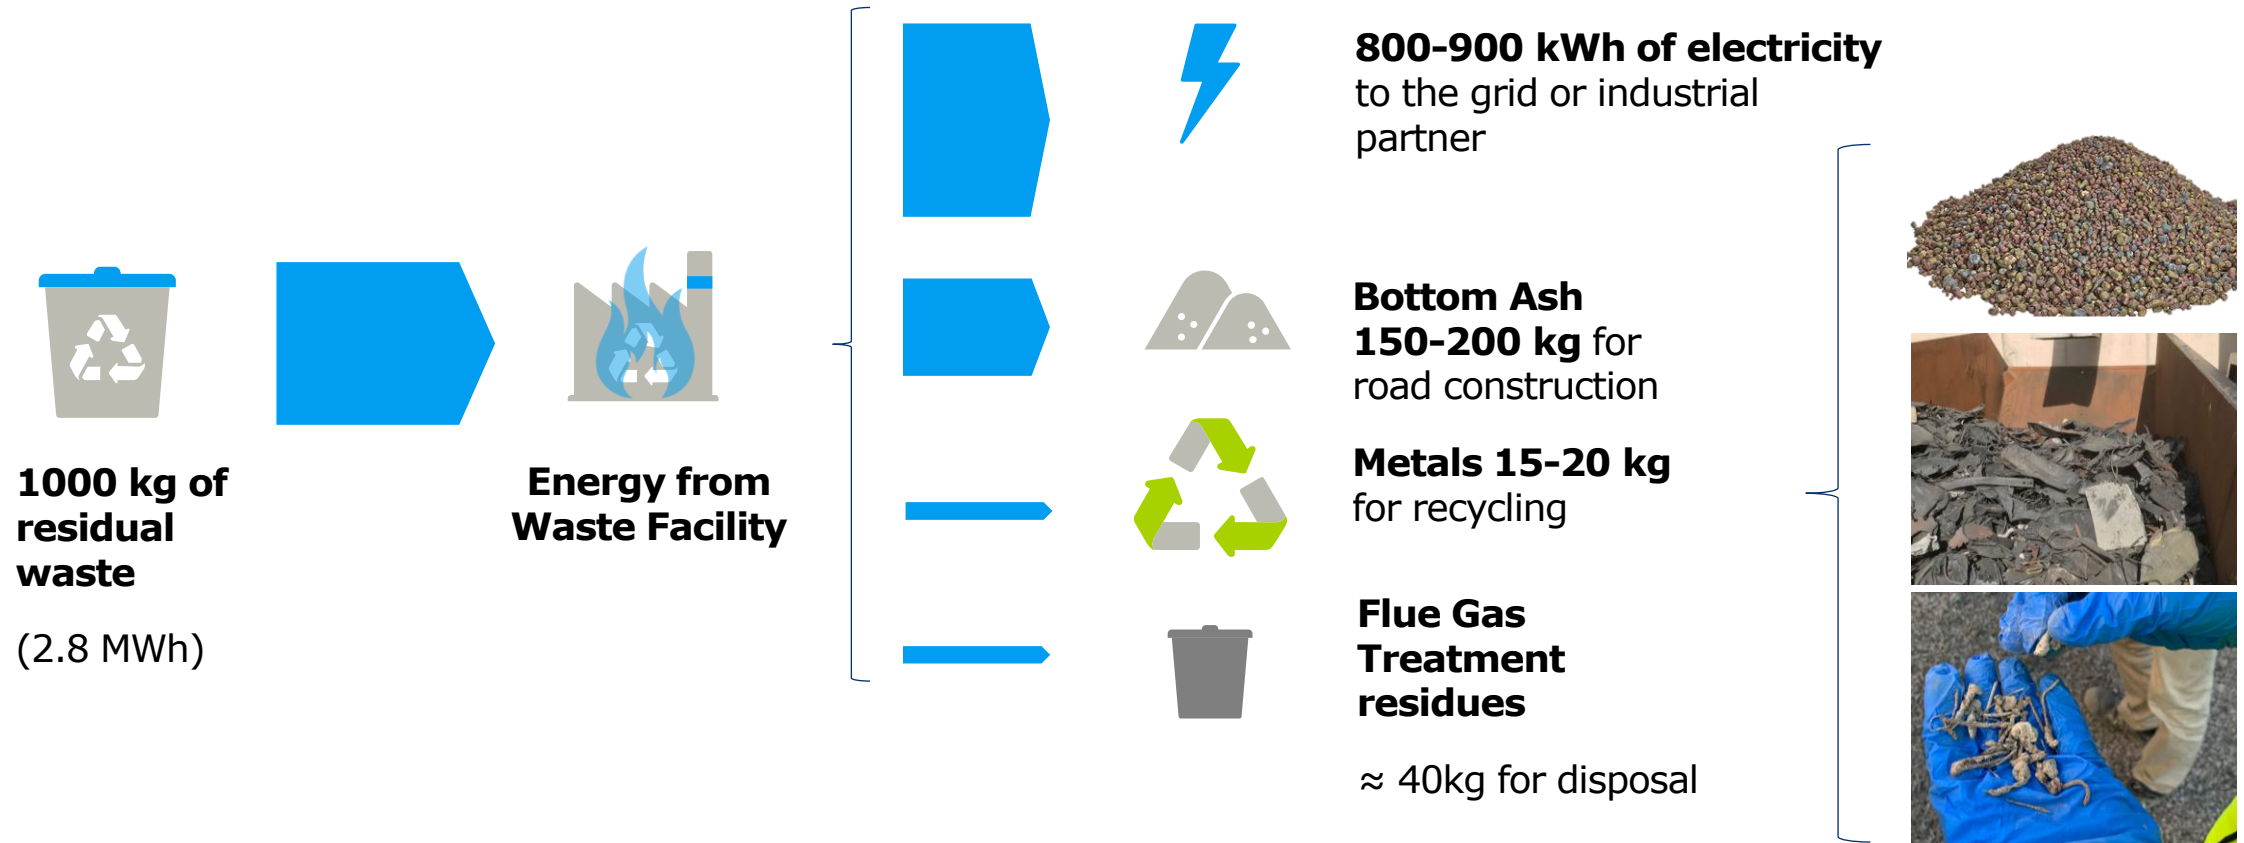 1000 kg of
residual
waste
(2.8 MWh)
Energy from
Waste Facility
800-900 kWh of electricity
to the grid or industrial
partner
Bottom Ash
150-200 kg for
road construction
Metals 15-20 kg
for recycling
Flue Gas
Treatment
residues
≈ 40kg for disposal